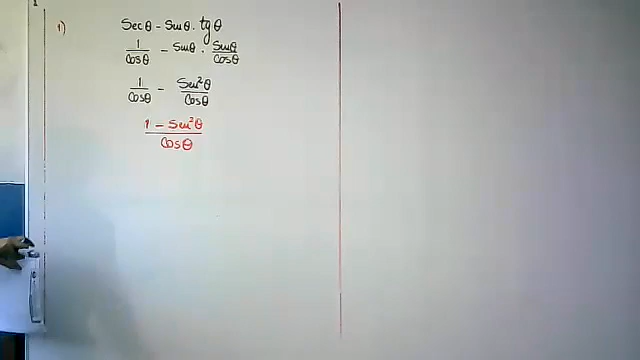 1) Secθ - Senθ · tgθ
1/Cosθ - Senθ · Senθ/Cosθ
1/Cosθ - Sen²θ/Cosθ
1 - Sen²θ/Cosθ